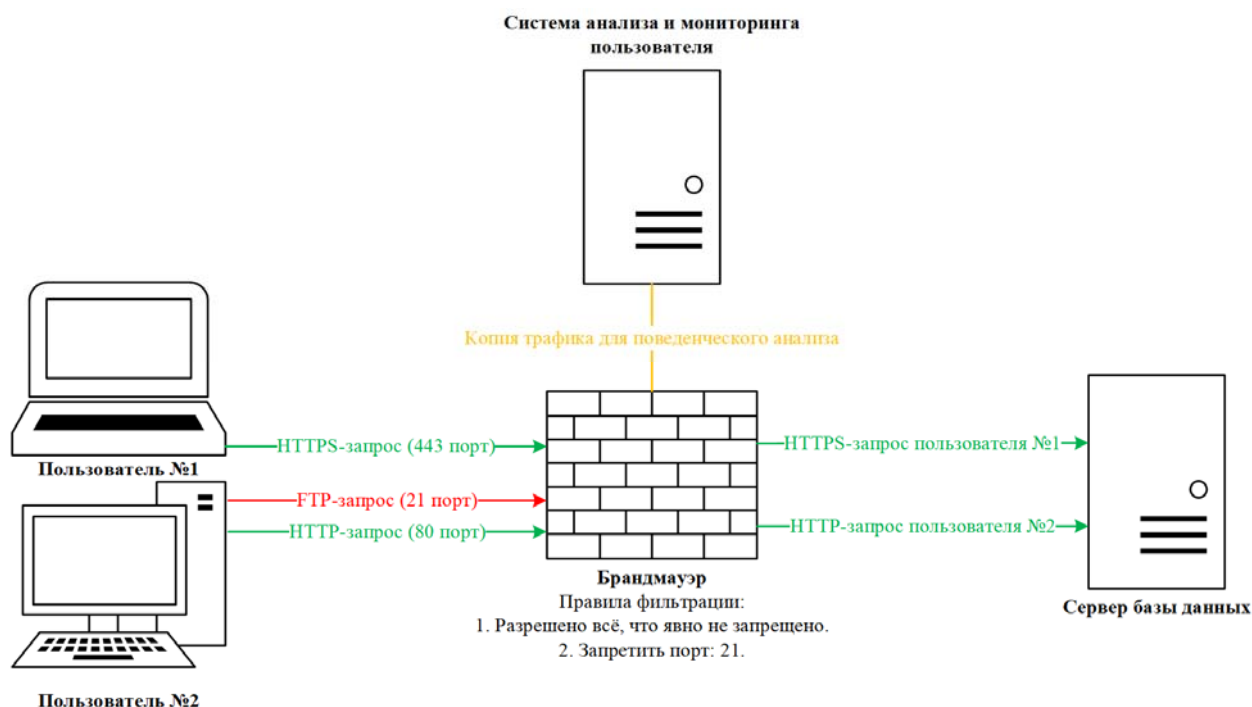 Система анализа и мониторинга
пользователя
Копия трафика для поведенческого анализа
HTTPS-запрос (443 порт)
HTTPS-запрос пользователя №1
Пользователь №1
FTP-запрос (21 порт)
HTTP-запрос (80 порт)
HTTP-запрос пользователя №2
Брандмауэр
Правила фильтрации:
1. Разрешено всё, что явно не запрещено.
2. Запретить порт: 21.
Сервер базы данных
Пользователь №2